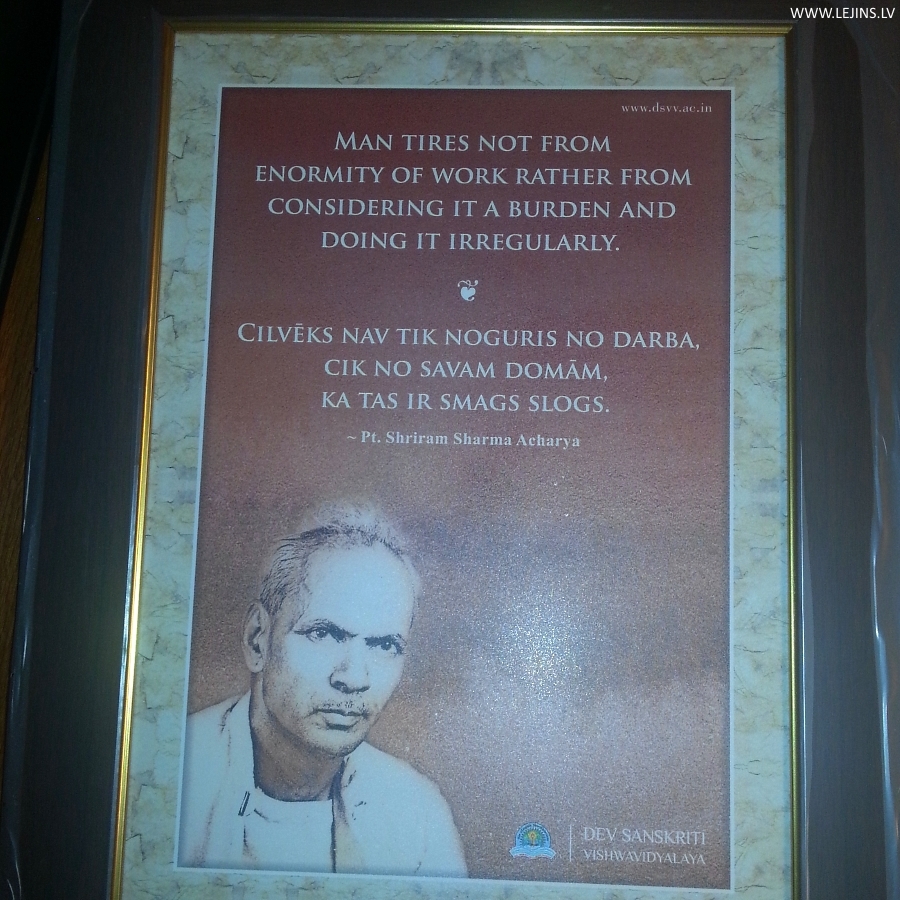 WWW.LEJINS.LV
www.dsvv.ac.in
MAN TIRES NOT FROM
ENORMITY OF WORK RATHER FROM
CONSIDERING IT A BURDEN AND
DOING IT IRREGULARLY.
CILVĒKS NAV TIK NOGURIS NO DARBA,
CIK NO SAVAM DOMĀM,
KA TAS IR SMAGS SLOGS.
~ Pt. Shriram Sharma Acharya
DEV SANSKRITI
VISHWAVIDYALAYA